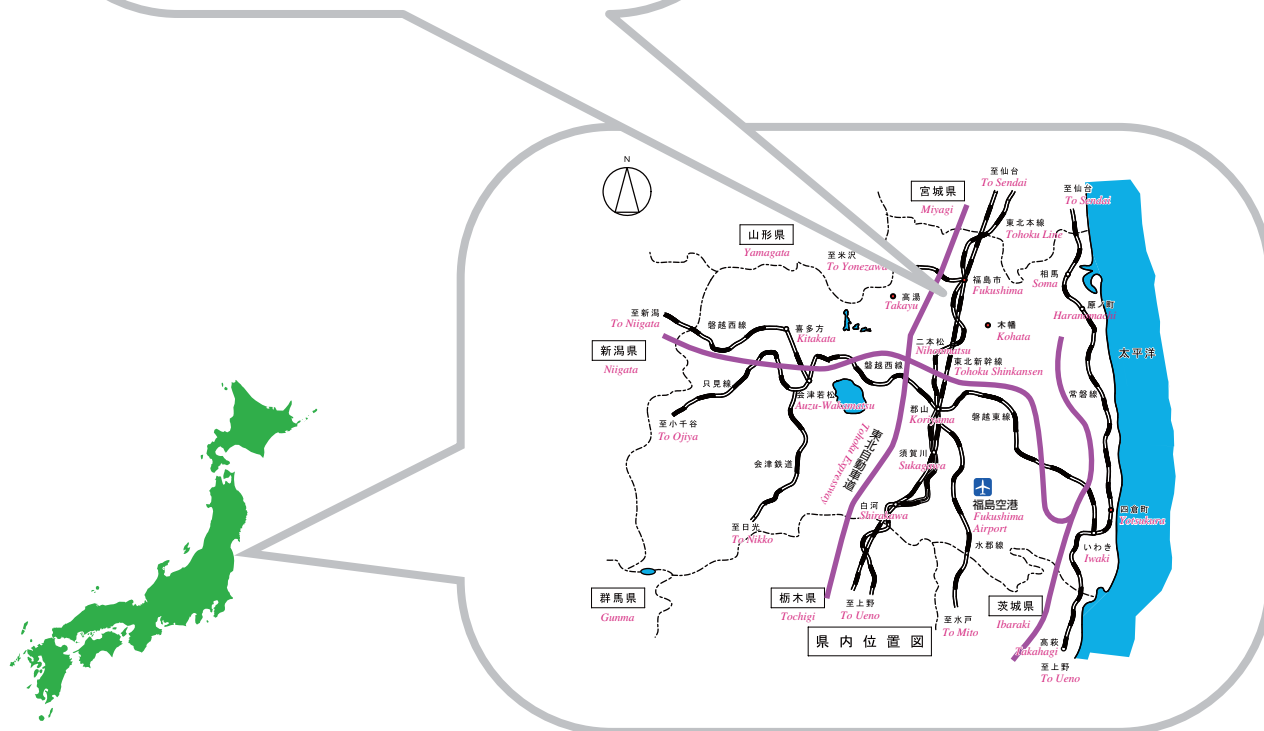 N
宮城県
Miyagi
至仙台
To Sendai
至仙台
To Sendai
東北本線
Tohoku Line
山形県
Yamagata
至米沢
To Yonezawa
福島市
Fukushima
相馬
Soma
高湯
Takayu
原ノ町
Haranomachi
至新潟
To Niigata
磐越西線
喜多方
Kitakata
木幡
Kohata
新潟県
Niigata
二本松
Nihonmatsu
太平洋
磐越西線
東北新幹線
Tohoku Shinkansen
只見線
会津若松
Auzu-Wakamatsu
常磐線
郡山
Koriyama
磐越東線
至小千谷
To Ojiya
東北自動車道
Tohoku Expressway
須賀川
Sukagawa
会津鉄道
福島空港
Fukushima
Airport
白河
Shirakawa
四倉町
Yotsukura
至日光
To Nikko
水郡線
いわき
Iwaki
群馬県
Gunma
栃木県
Tochigi
至上野
To Ueno
至水戸
To Mito
茨城県
Ibaraki
県内位置図
高萩
Takahagi
至上野
To Ueno